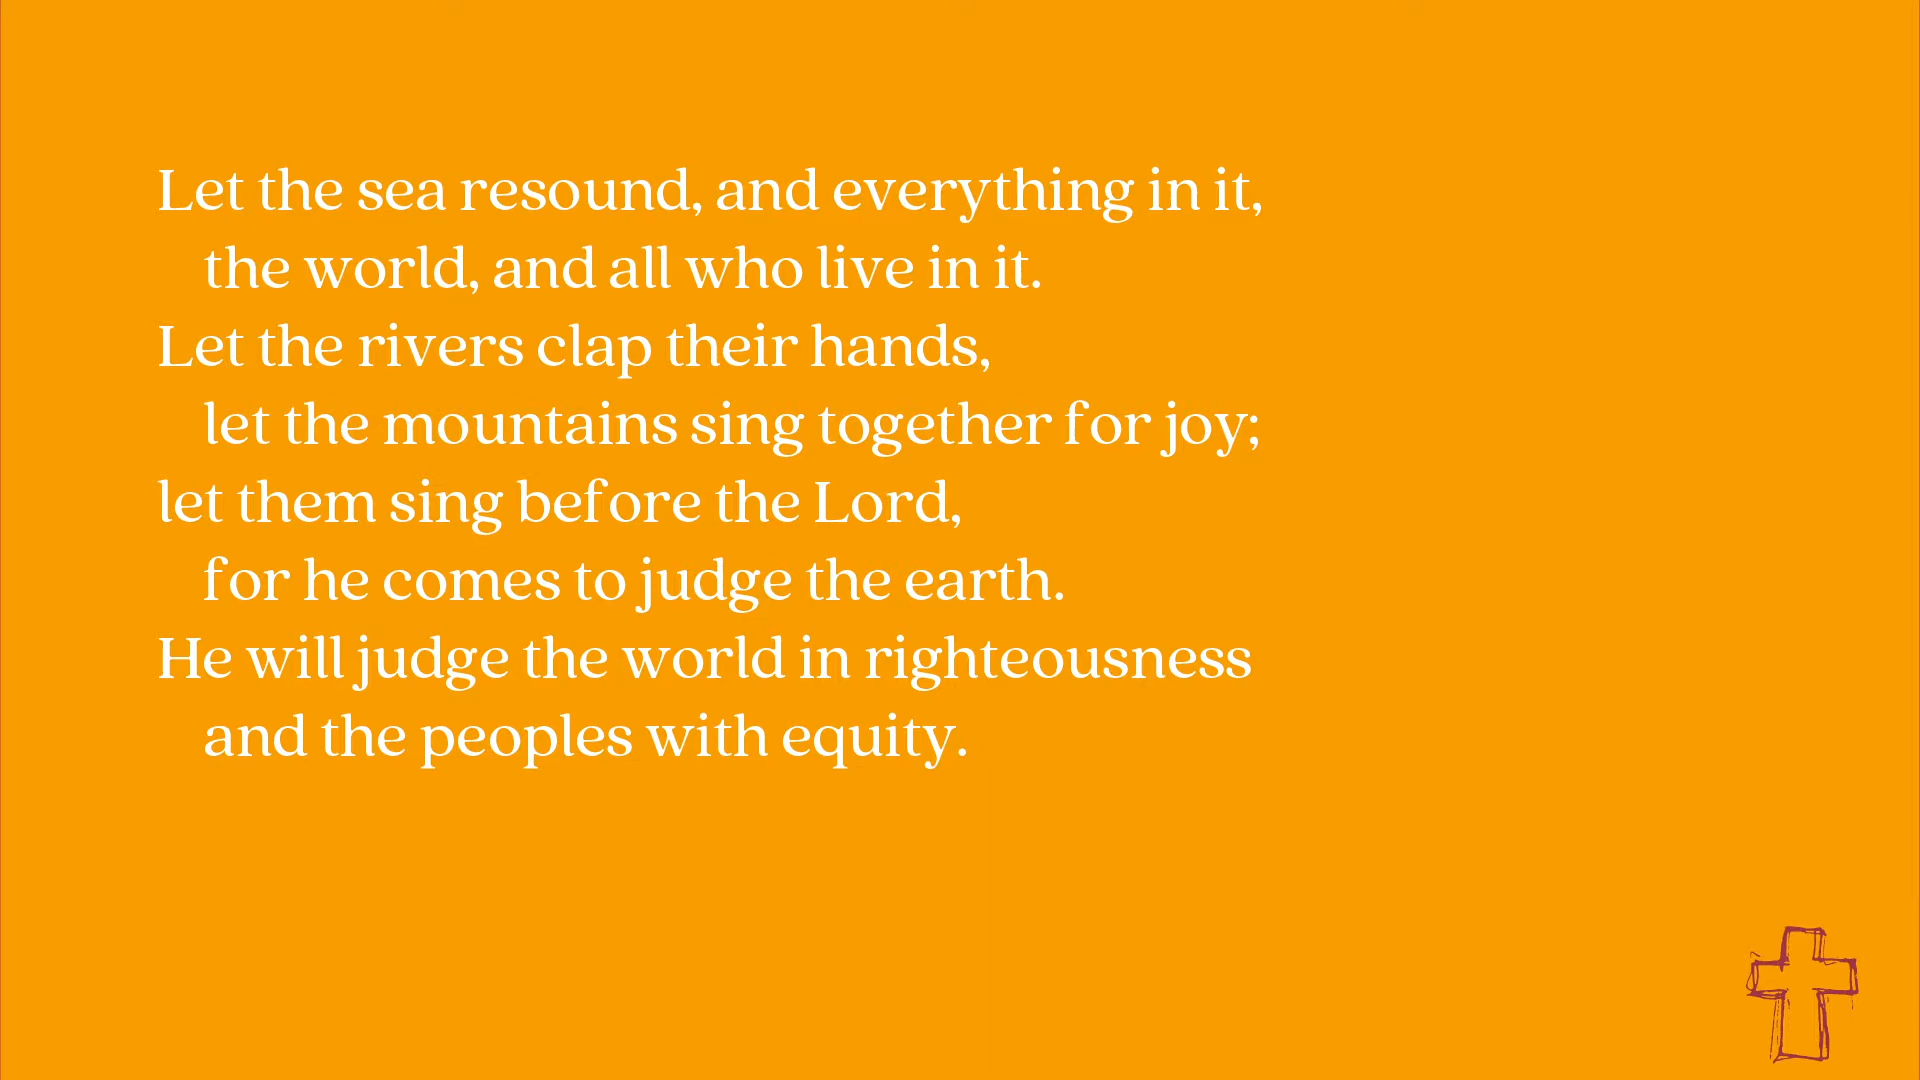 Let the sea resound, and everything in it,
the world, and all who live in it.
Let the rivers clap their hands,
let the mountains sing together for joy;
let them sing before the Lord,
for he comes to judge the earth.
He will judge the world in righteousness
and the peoples with equity.